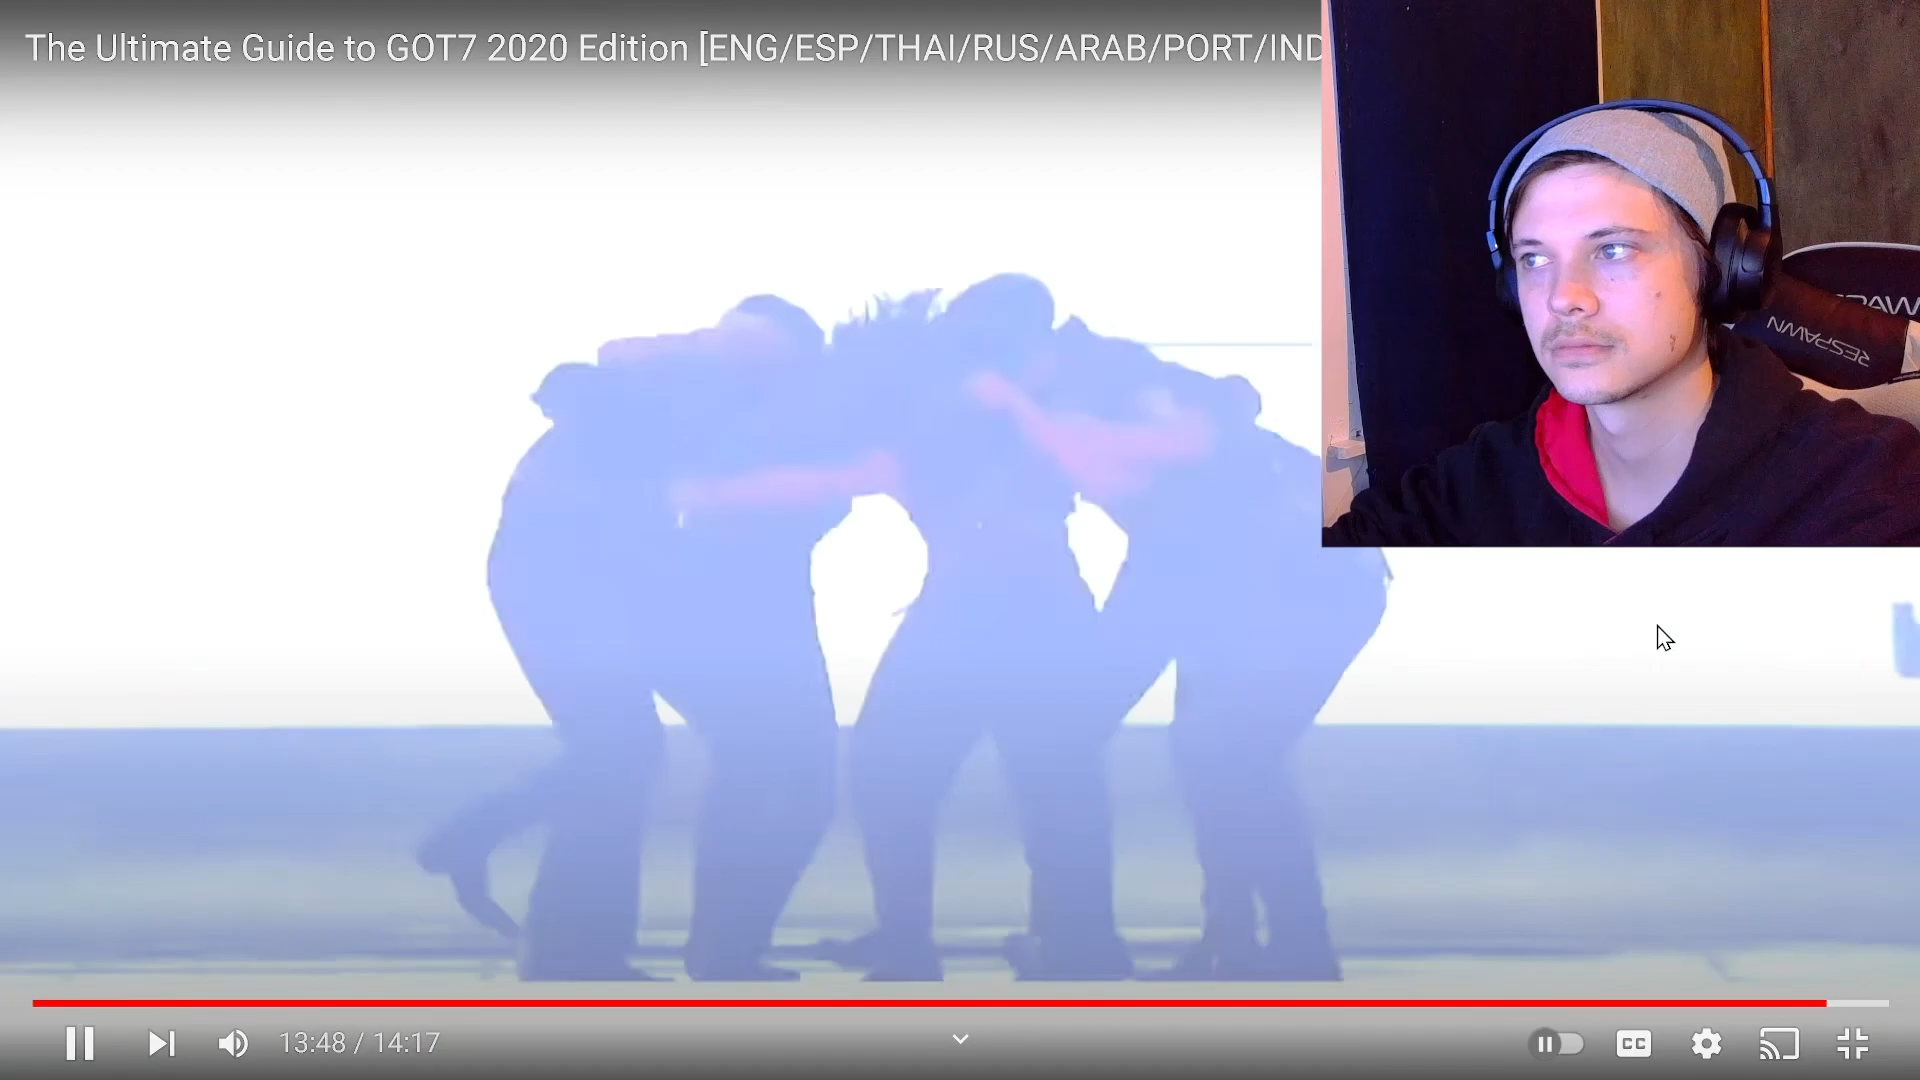 The Ultimate Guide to GOT7 2020 Edition [ENG/ESP/THAI/RUS/ARAB/PORT/IND
RESPAWN
13:48 / 14:17
CC